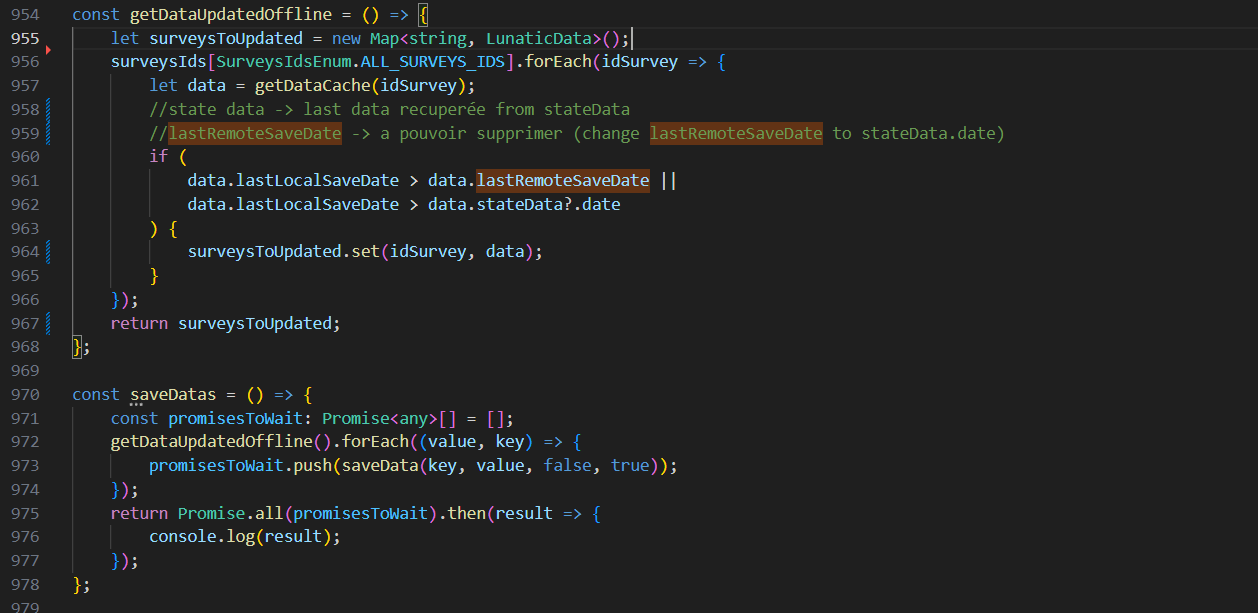 954 const getDataUpdatedOffline = () => {
955 let surveysToUpdated = new Map<string, LunaticData>();
956 surveysIds[SurveysIdsEnum.ALL_SURVEYS_IDS].forEach(idSurvey => {
957 let data = getDataCache(idSurvey);
958 //state data -> last data recuperée from stateData
959 //lastRemoteSaveDate -> a pouvoir supprimer (change lastRemoteSaveDate to stateData.date)
960 if (
961 data.lastLocalSaveDate > data.lastRemoteSaveDate ||
962 data.lastLocalSaveDate > data.stateData?.date
963 ) {
964 surveysToUpdated.set(idSurvey, data);
965 }
966 });
967 return surveysToUpdated;
968 };
969
970 const saveDatas = () => {
971 const promisesToWait: Promise<any>[] = [];
972 getDataUpdatedOffline().forEach((value, key) => {
973 promisesToWait.push(saveData(key, value, false, true));
974 });
975 return Promise.all(promisesToWait).then(result => {
976 console.log(result);
977 });
978 };
979